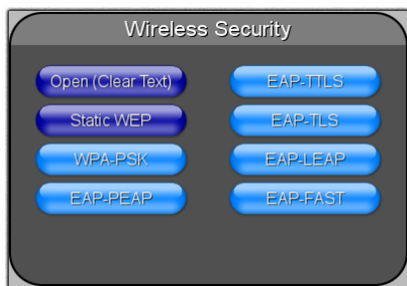 Wireless Security
Open (Clear Text)
EAP-TTLS
Static WEP
EAP-TLS
WPA-PSK
EAP-LEAP
EAP-PEAP
EAP-FAST